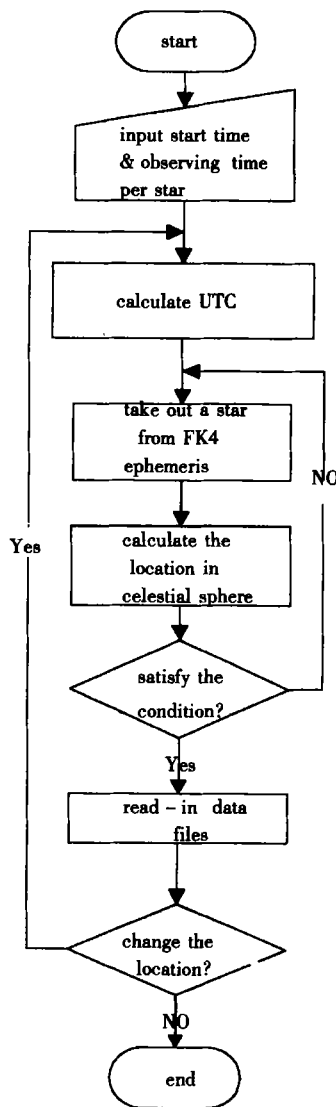 start
input start time
& observing time
per star
calculate UTC
take out a star
from FK4
ephemeris
NO
calculate the
location in
celestial sphere
Yes
satisfy the
condition?
Yes
read – in data
files
change the
location?
NO
end